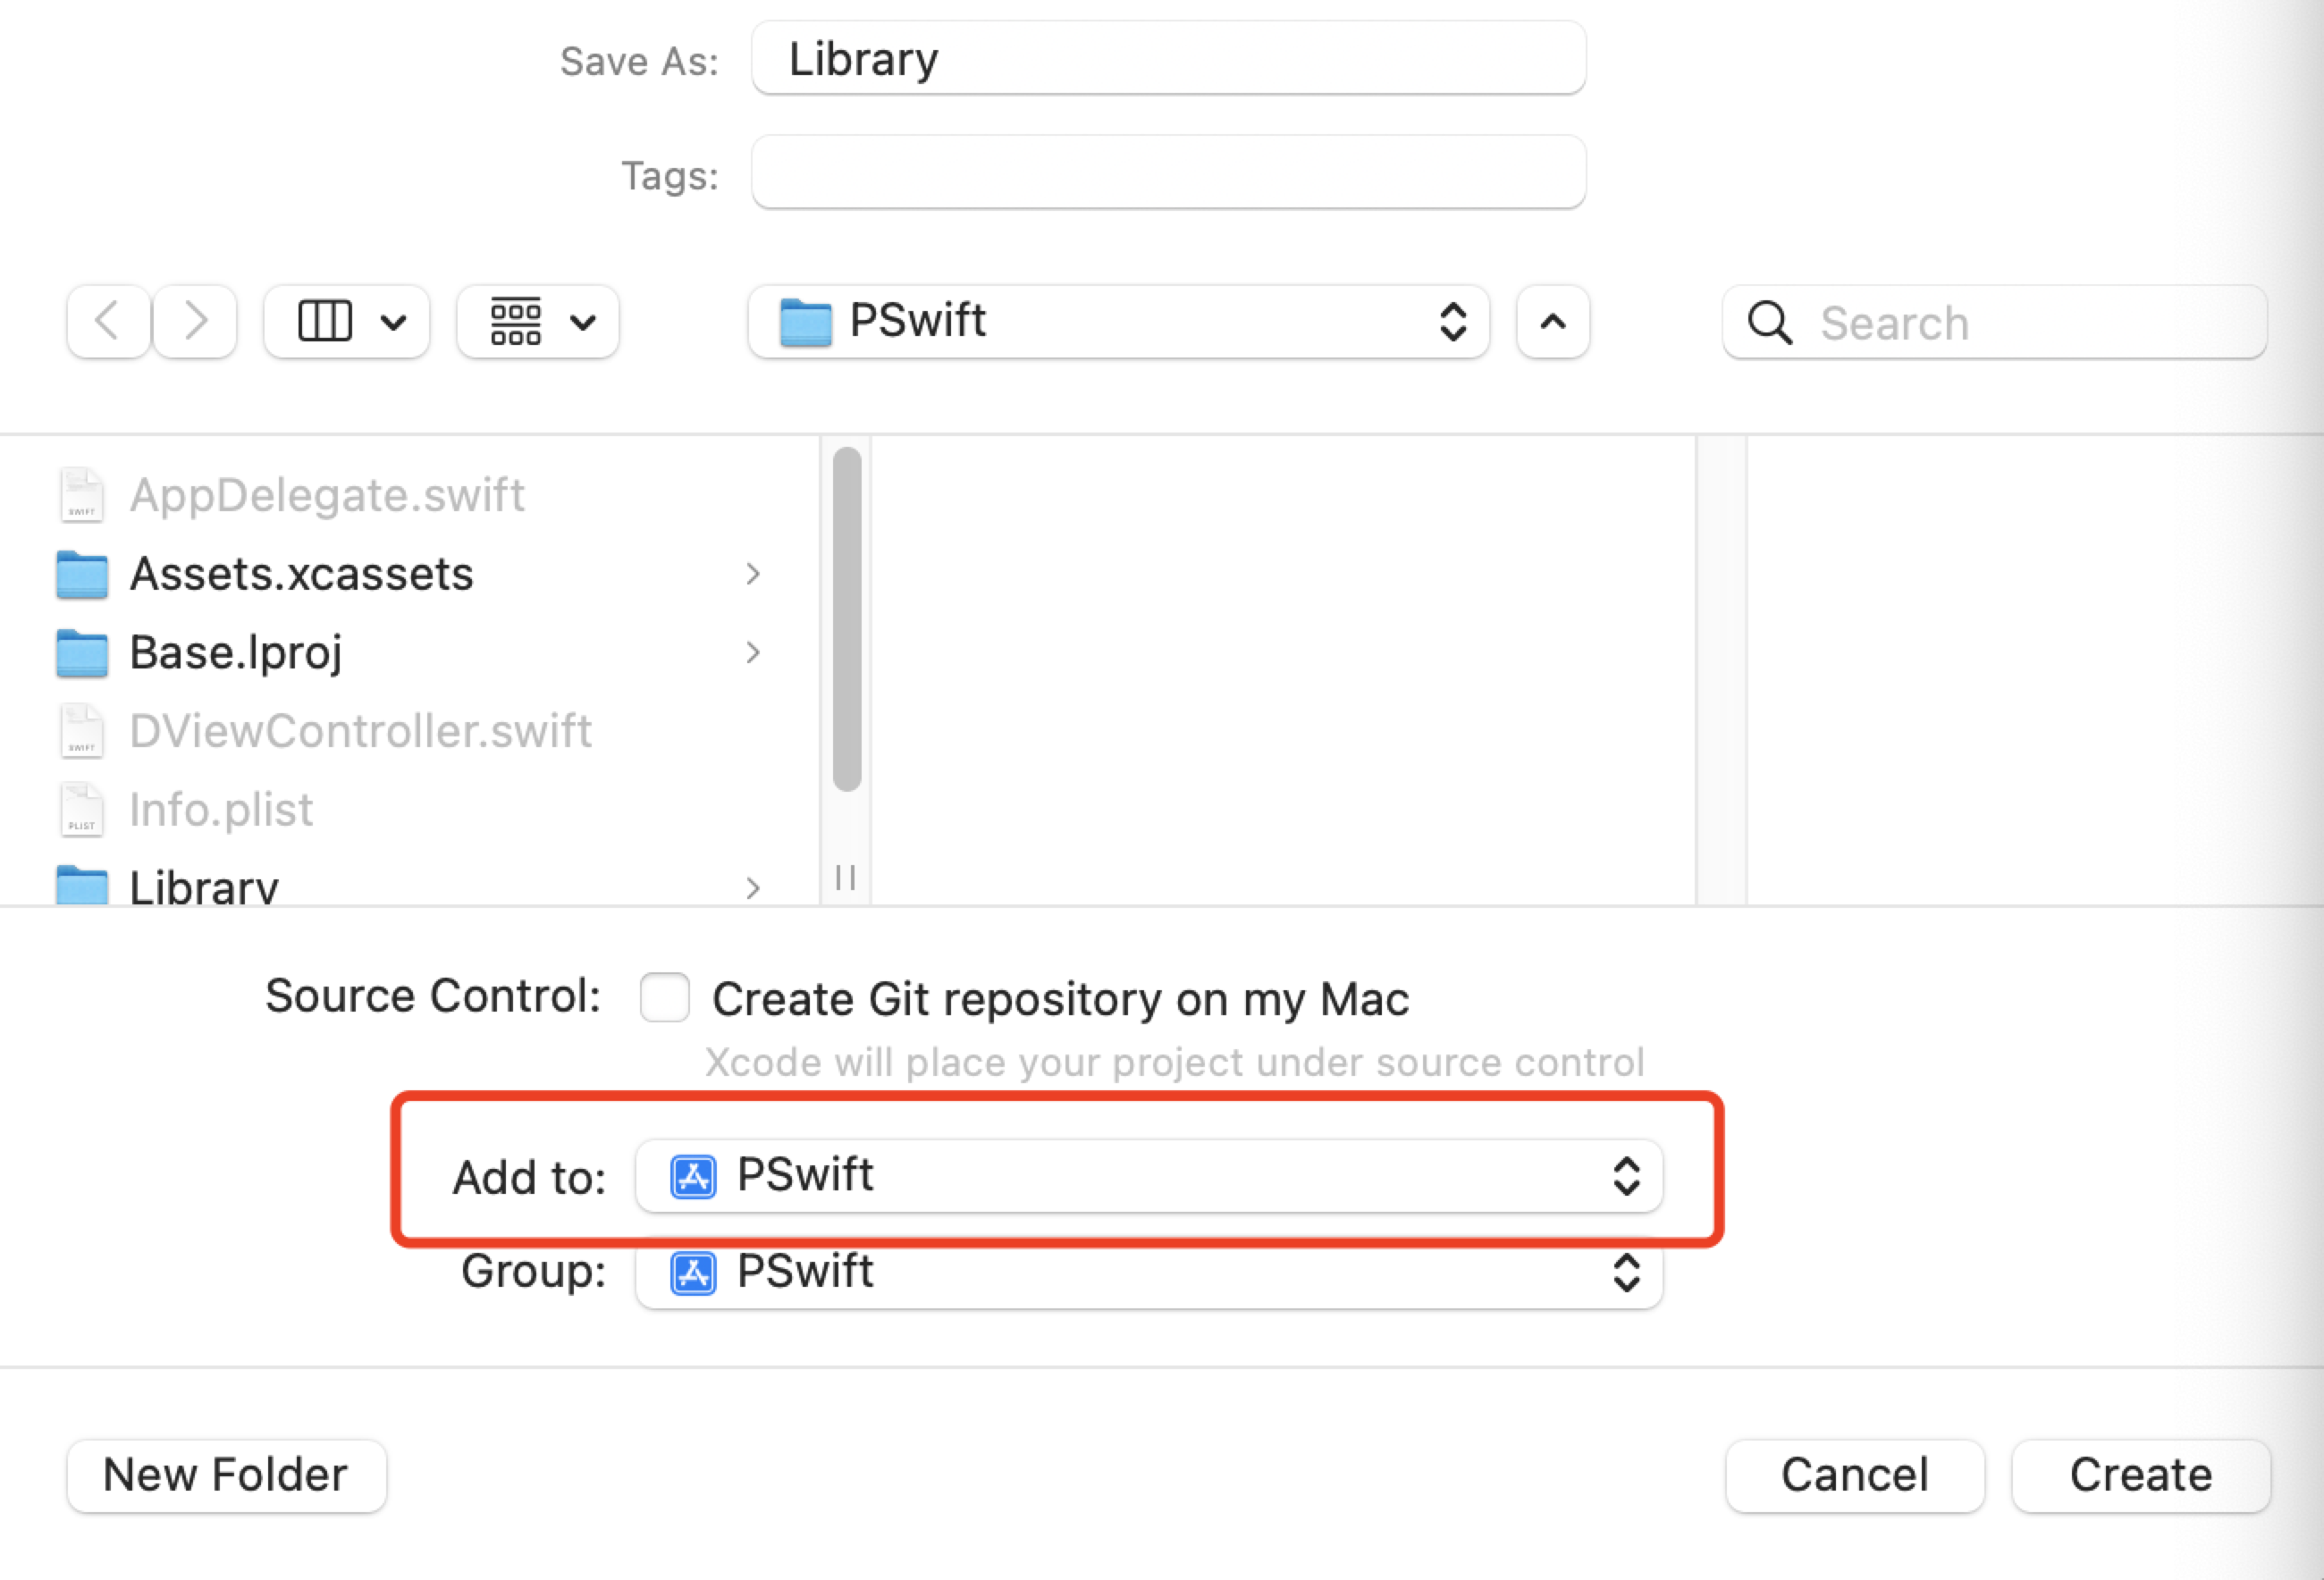 Save As: Library
Tags:
PSwift
Search
AppDelegate.swift
Assets.xcassets
Base.lproj
DViewController.swift
Info.plist
Library
Source Control: Create Git repository on my Mac
Xcode will place your project under source control
Add to: PSwift
Group: PSwift
New Folder Cancel Create